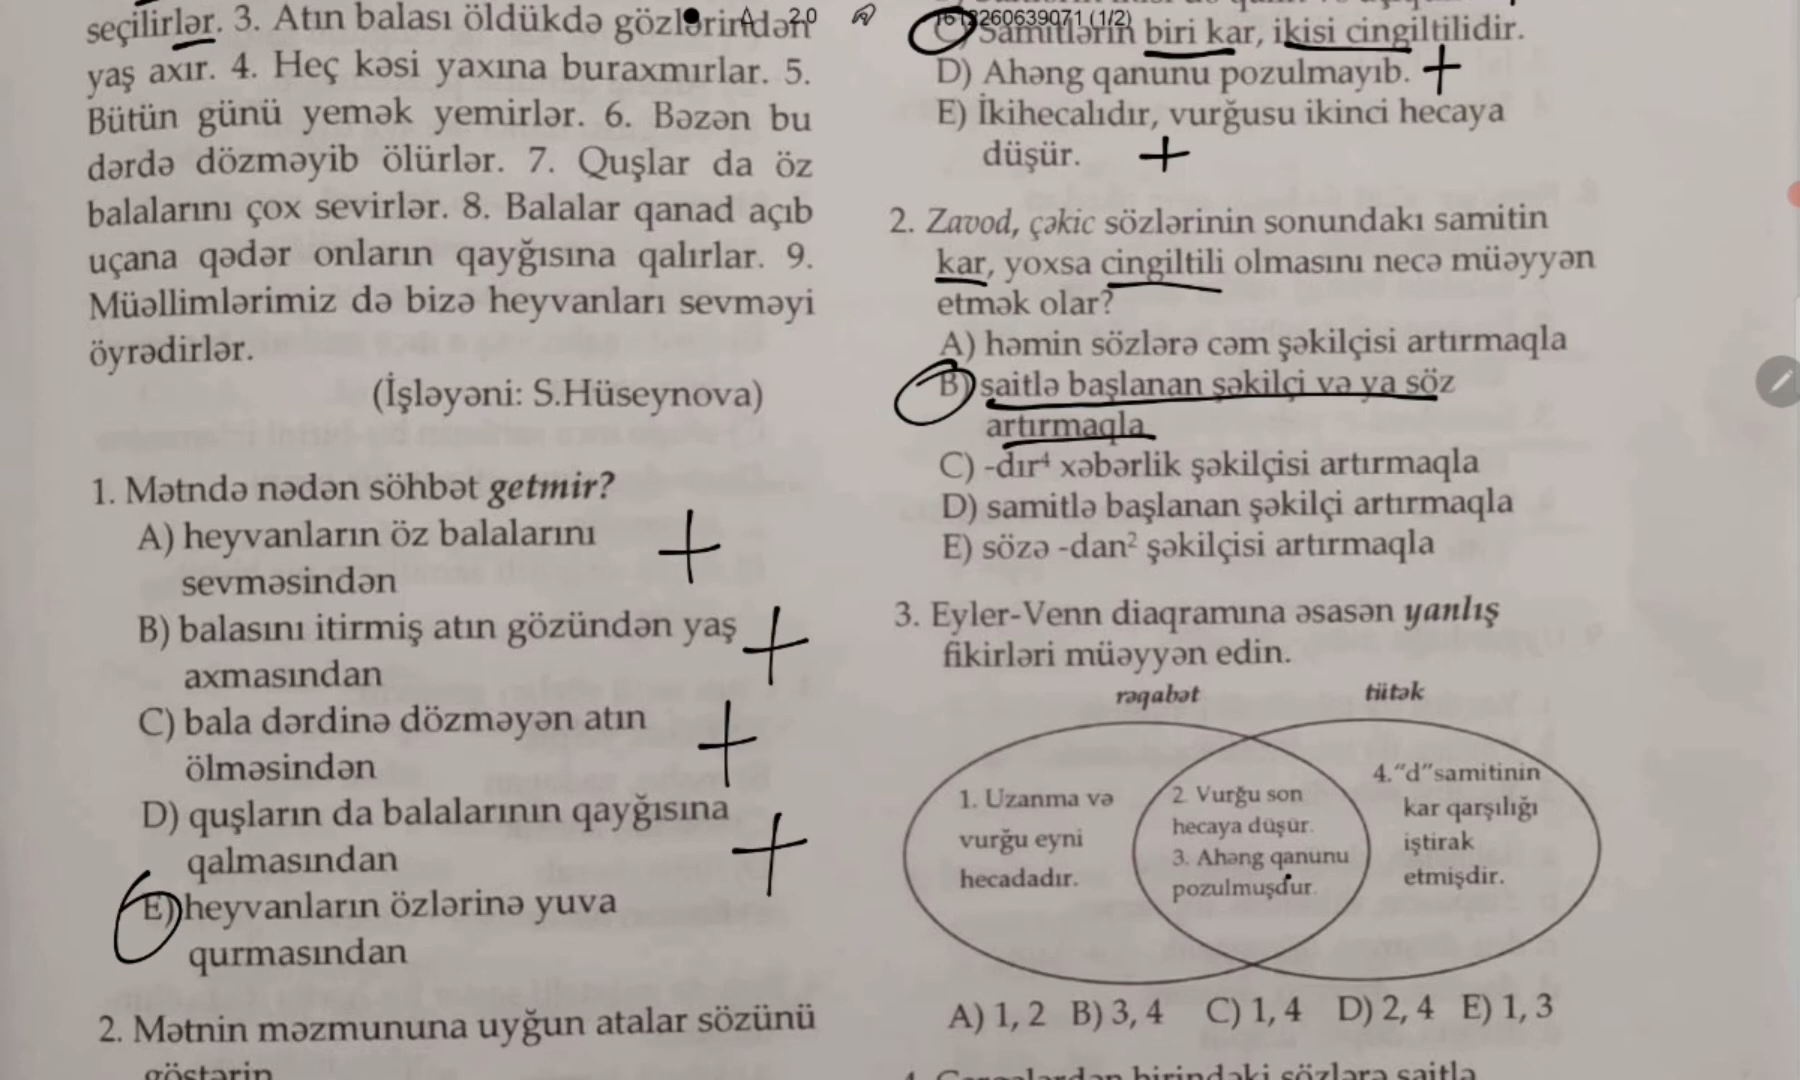 2.0
1613260639071 (1/2)
seçilirlər. 3. Atın balası öldükdə gözlərindən
yaş axır. 4. Heç kəsi yaxına buraxmırlar. 5.
Bütün günü yemək yemirlər. 6. Bəzən bu
dərdə dözməyib ölürlər. 7. Quşlar da öz
balalarını çox sevirlər. 8. Balalar qanad açıb
uçana qədər onların qayğısına qalırlar. 9.
Müəllimlərimiz də bizə heyvanları sevməyi
öyrədirlər.
(İşləyəni: S.Hüseynova)
1. Mətndə nədən söhbət getmir?
A) heyvanların öz balalarını
sevməsindən
B) balasını itirmiş atın gözündən yaş
axmasından
C) bala dərdinə dözməyən atın
ölməsindən
D) quşların da balalarının qayğısına
qalmasından
E) heyvanların özlərinə yuva
qurmasından
2. Mətnin məzmununa uyğun atalar sözünü
göstərin
C) Samitlərin biri kar, ikisi cingiltilidir.
D) Ahəng qanunu pozulmayıb.
E) İkihecalıdır, vurğusu ikinci hecaya
düşür.
2. Zavod, çəkic sözlərinin sonundakı samitin
kar, yoxsa cingiltili olmasını necə müəyyən
etmək olar?
A) həmin sözlərə cəm şəkilçisi artırmaqla
B) saitlə başlanan şəkilçi və ya söz
artırmaqla
C) -dır⁴ xəbərlik şəkilçisi artırmaqla
D) samitlə başlanan şəkilçi artırmaqla
E) sözə -dan² şəkilçisi artırmaqla
3. Eyler-Venn diaqramına əsasən yanlış
fikirləri müəyyən edin.
rəqabət tütək
1. Uzanma və
vurğu eyni
hecadadır.
2. Vurğu son
hecaya düşür.
3. Ahəng qanunu
pozulmuşdur.
4. "d" samitinin
kar qarşılığı
iştirak
etmişdir.
A) 1, 2 B) 3, 4 C) 1, 4 D) 2, 4 E) 1, 3
birindəki sözlərə saitlə